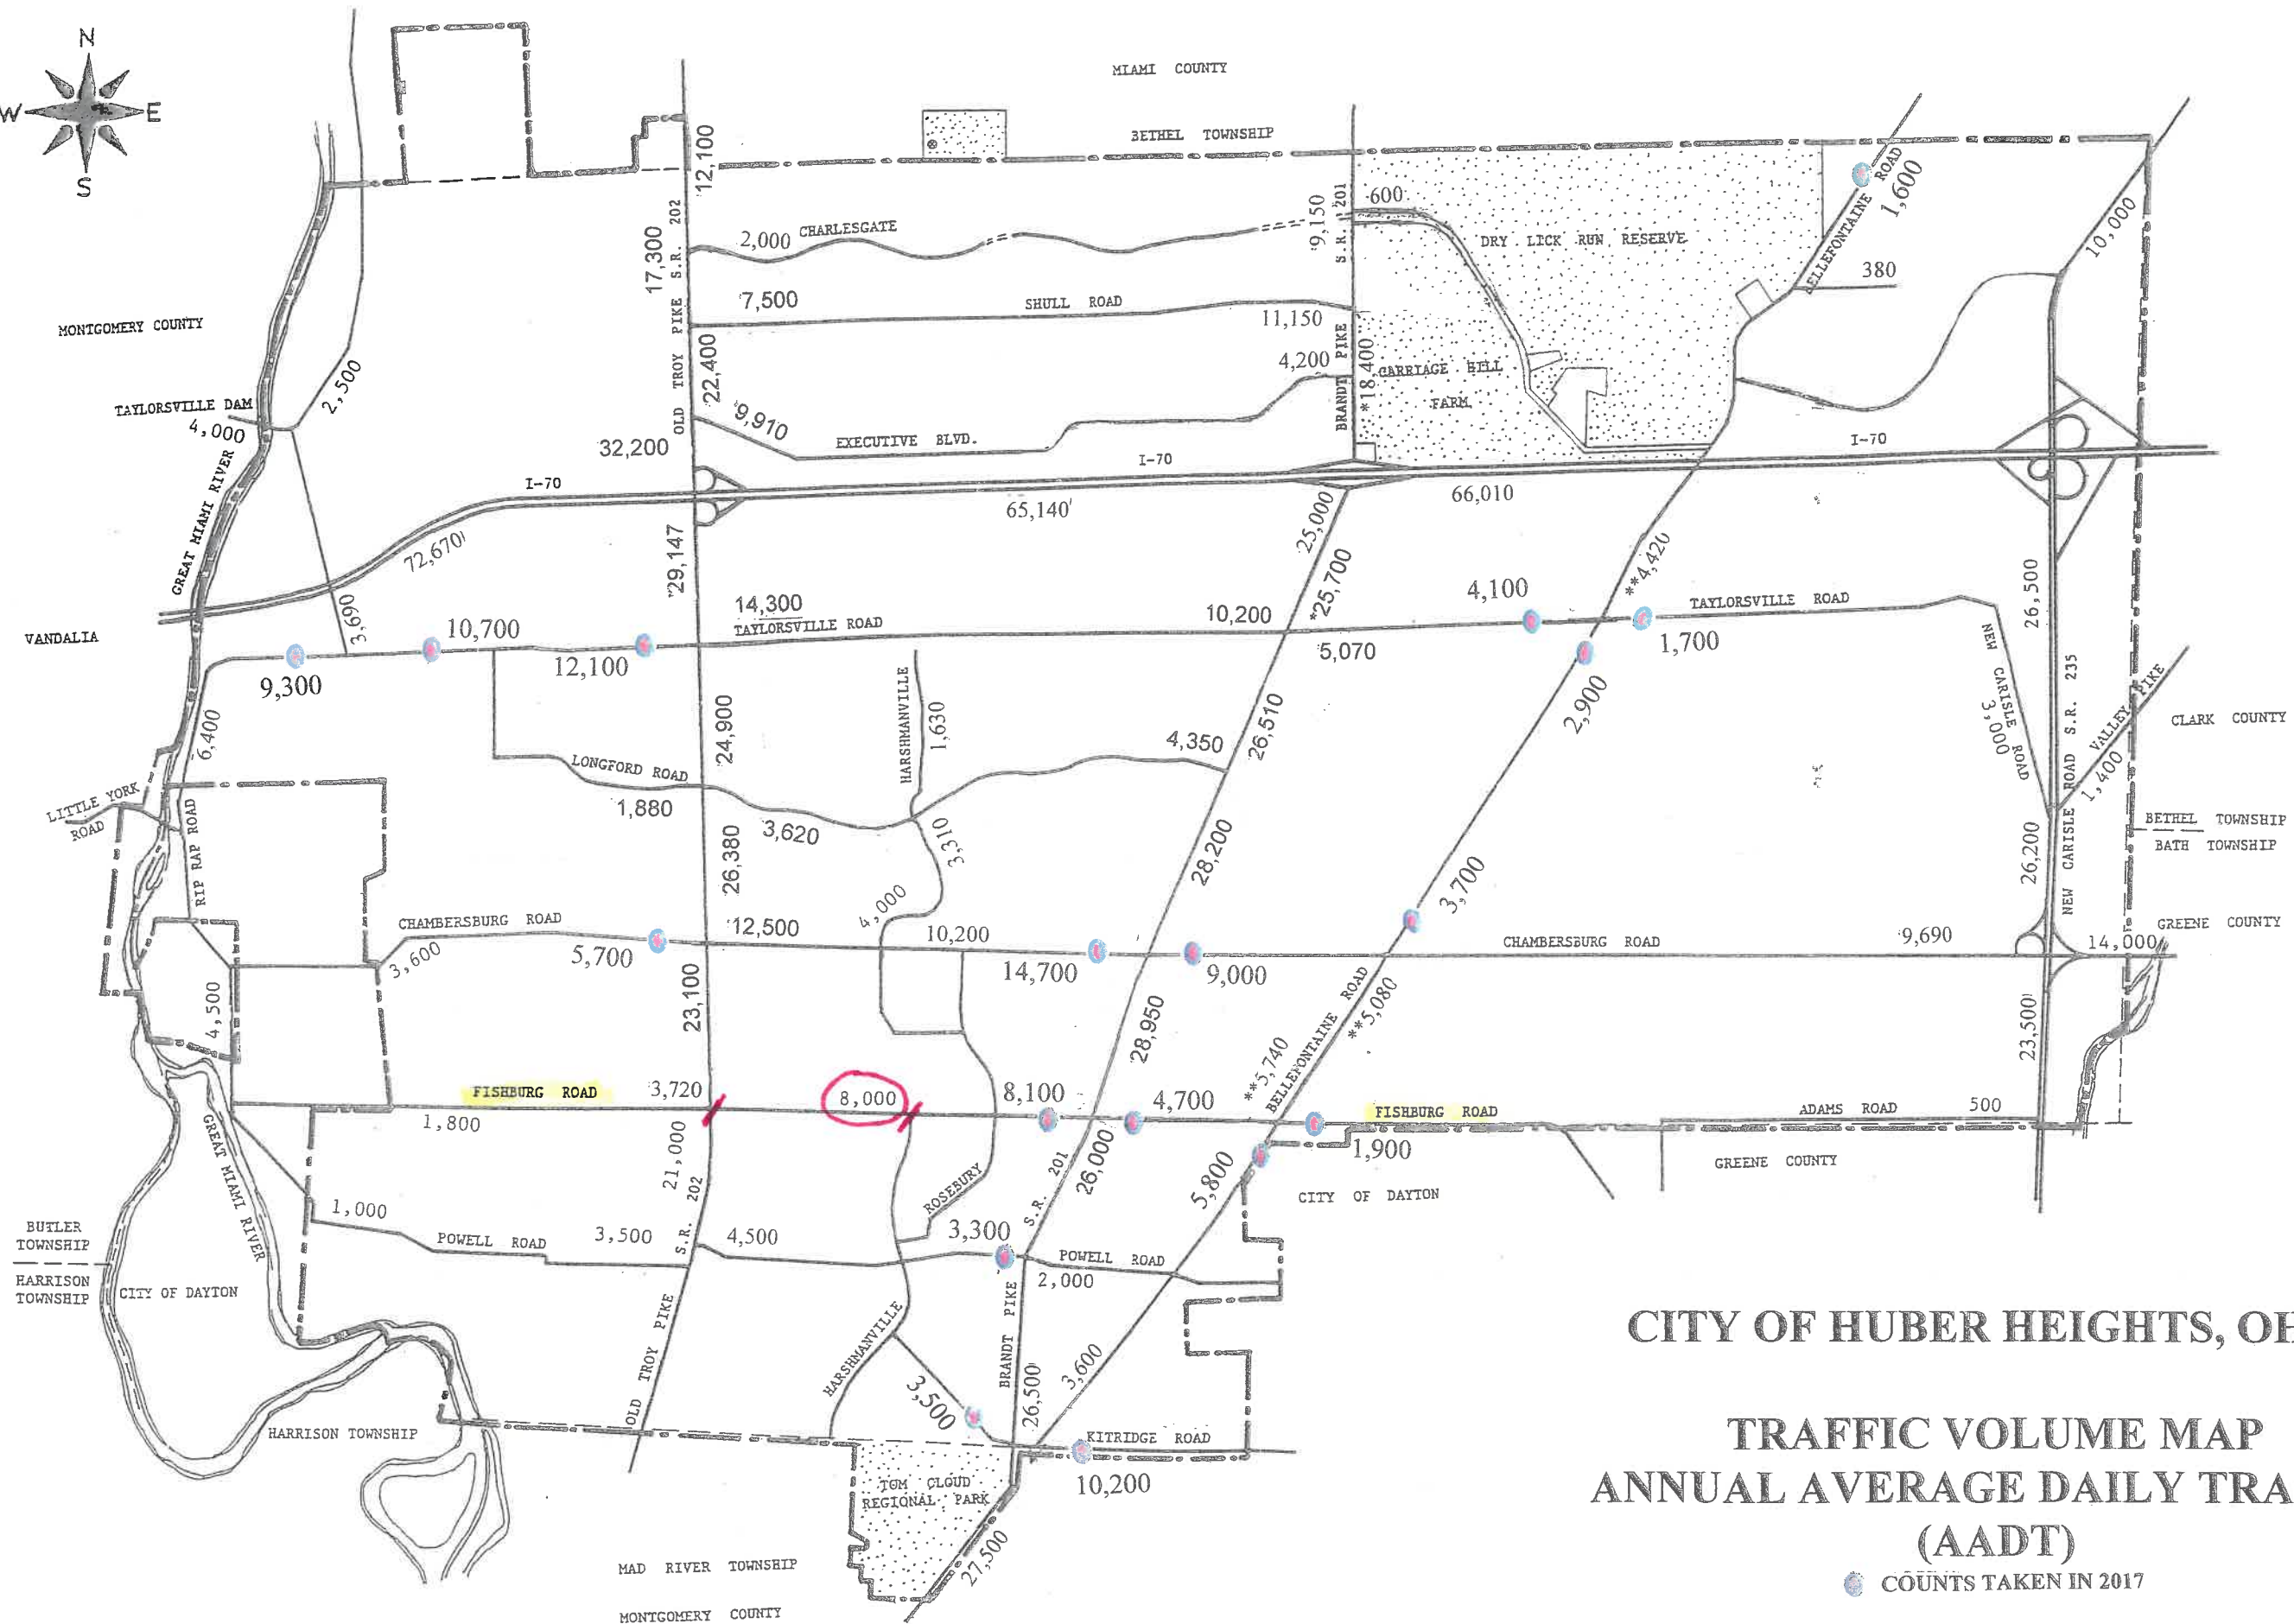 N
W
E
S
MIAMI COUNTY
BETHEL TOWNSHIP
12,100
S.R. 202
17,300
2,000
CHARLESGATE
9,150
S.R. 201
600
DRY LICK RUN RESERVE
BELLEFONTAINE ROAD
1,600
380
10,000
MONTGOMERY COUNTY
7,500
SHULL ROAD
11,150
OLD TROY PIKE
22,400
4,200
BRANDT PIKE
*18,400
CARRIAGE HILL
FARM
2,500
TAYLORSVILLE DAM
4,000
9,910
EXECUTIVE BLVD.
32,200
I-70
I-70
I-70
GREAT MIAMI RIVER
72,670
65,140
66,010
29,147
25,000
*25,700
**4,420
26,500
VANDALIA
3,690
9,300
10,700
12,100
14,300
TAYLORSVILLE ROAD
10,200
5,070
4,100
TAYLORSVILLE ROAD
1,700
2,900
NEW CARISLE ROAD
3,000
S.R. 235
VALLEY PIKE
1,400
CLARK COUNTY
6,400
24,900
HARSHMANVILLE
1,630
4,350
26,510
LITTLE YORK
ROAD
RIP RAP ROAD
LONGFORD ROAD
1,880
3,620
3,310
26,380
28,200
3,700
26,200
NEW CARISLE ROAD
BETHEL TOWNSHIP
BATH TOWNSHIP
GREENE COUNTY
4,000
CHAMBERSBURG ROAD
3,600
5,700
12,500
10,200
14,700
9,000
CHAMBERSBURG ROAD
9,690
14,000
4,500
23,100
28,950
BELLEFONTAINE ROAD
**5,080
**5,740
23,500
FISHBURG ROAD
1,800
3,720
8,000
8,100
4,700
FISHBURG ROAD
1,900
ADAMS ROAD
500
GREENE COUNTY
GREAT MIAMI RIVER
21,000
S.R. 202
ROSEBURY
S.R. 201
26,000
5,800
CITY OF DAYTON
BUTLER
TOWNSHIP
HARRISON
TOWNSHIP
CITY OF DAYTON
1,000
POWELL ROAD
3,500
4,500
3,300
POWELL ROAD
2,000
OLD TROY PIKE
HARSHMANVILLE
BRANDT PIKE
26,500
3,600
3,500
KITRIDGE ROAD
10,200
HARRISON TOWNSHIP
TOM CLOUD
REGIONAL PARK
27,500
MAD RIVER TOWNSHIP
MONTGOMERY COUNTY
CITY OF HUBER HEIGHTS, OH
TRAFFIC VOLUME MAP
ANNUAL AVERAGE DAILY TRA
(AADT)
COUNTS TAKEN IN 2017